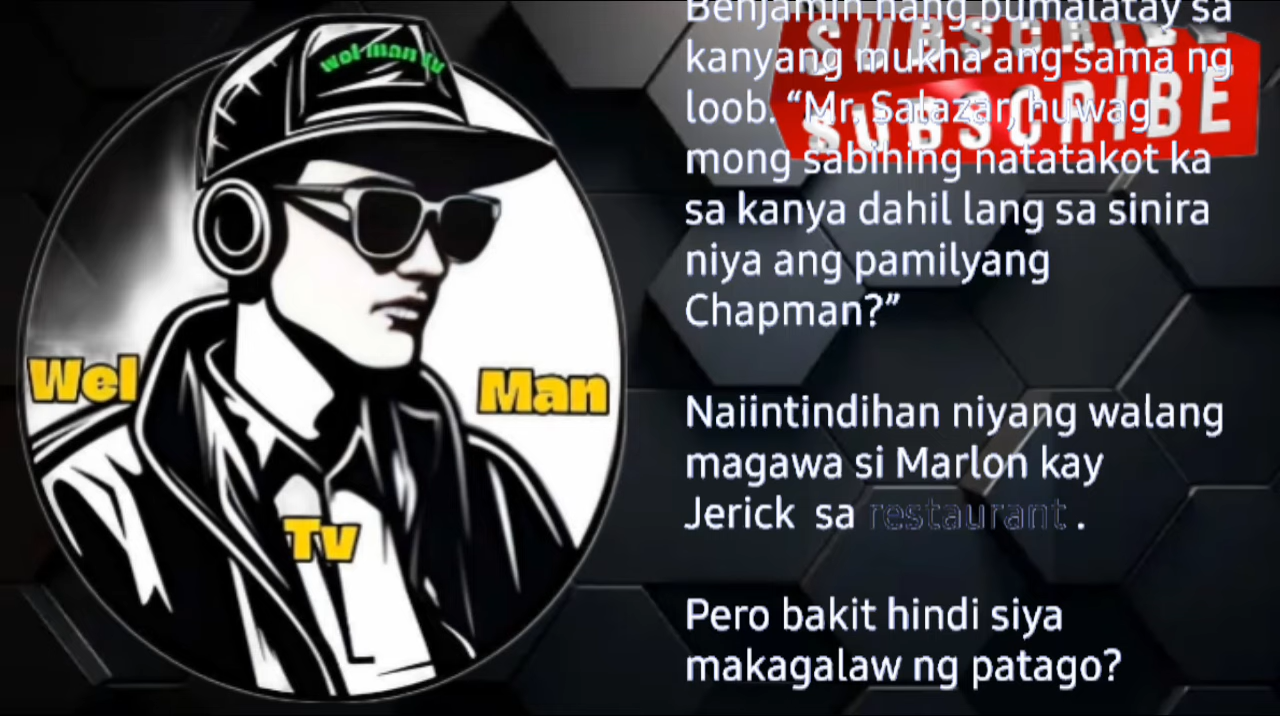 wel man tv
Wel
Man
Tv
SUBSCRIBE
SUBSCRIBE
Benjamin nang bumalatay sa
kanyang mukha ang sama ng
loob. “Mr. Salazar, huwag
mong sabihing natatakot ka
sa kanya dahil lang sa sinira
niya ang pamilyang
Chapman?”
Naiintindihan niyang walang
magawa si Marlon kay
Jerick sa restaurant .
Pero bakit hindi siya
makagalaw ng patago?